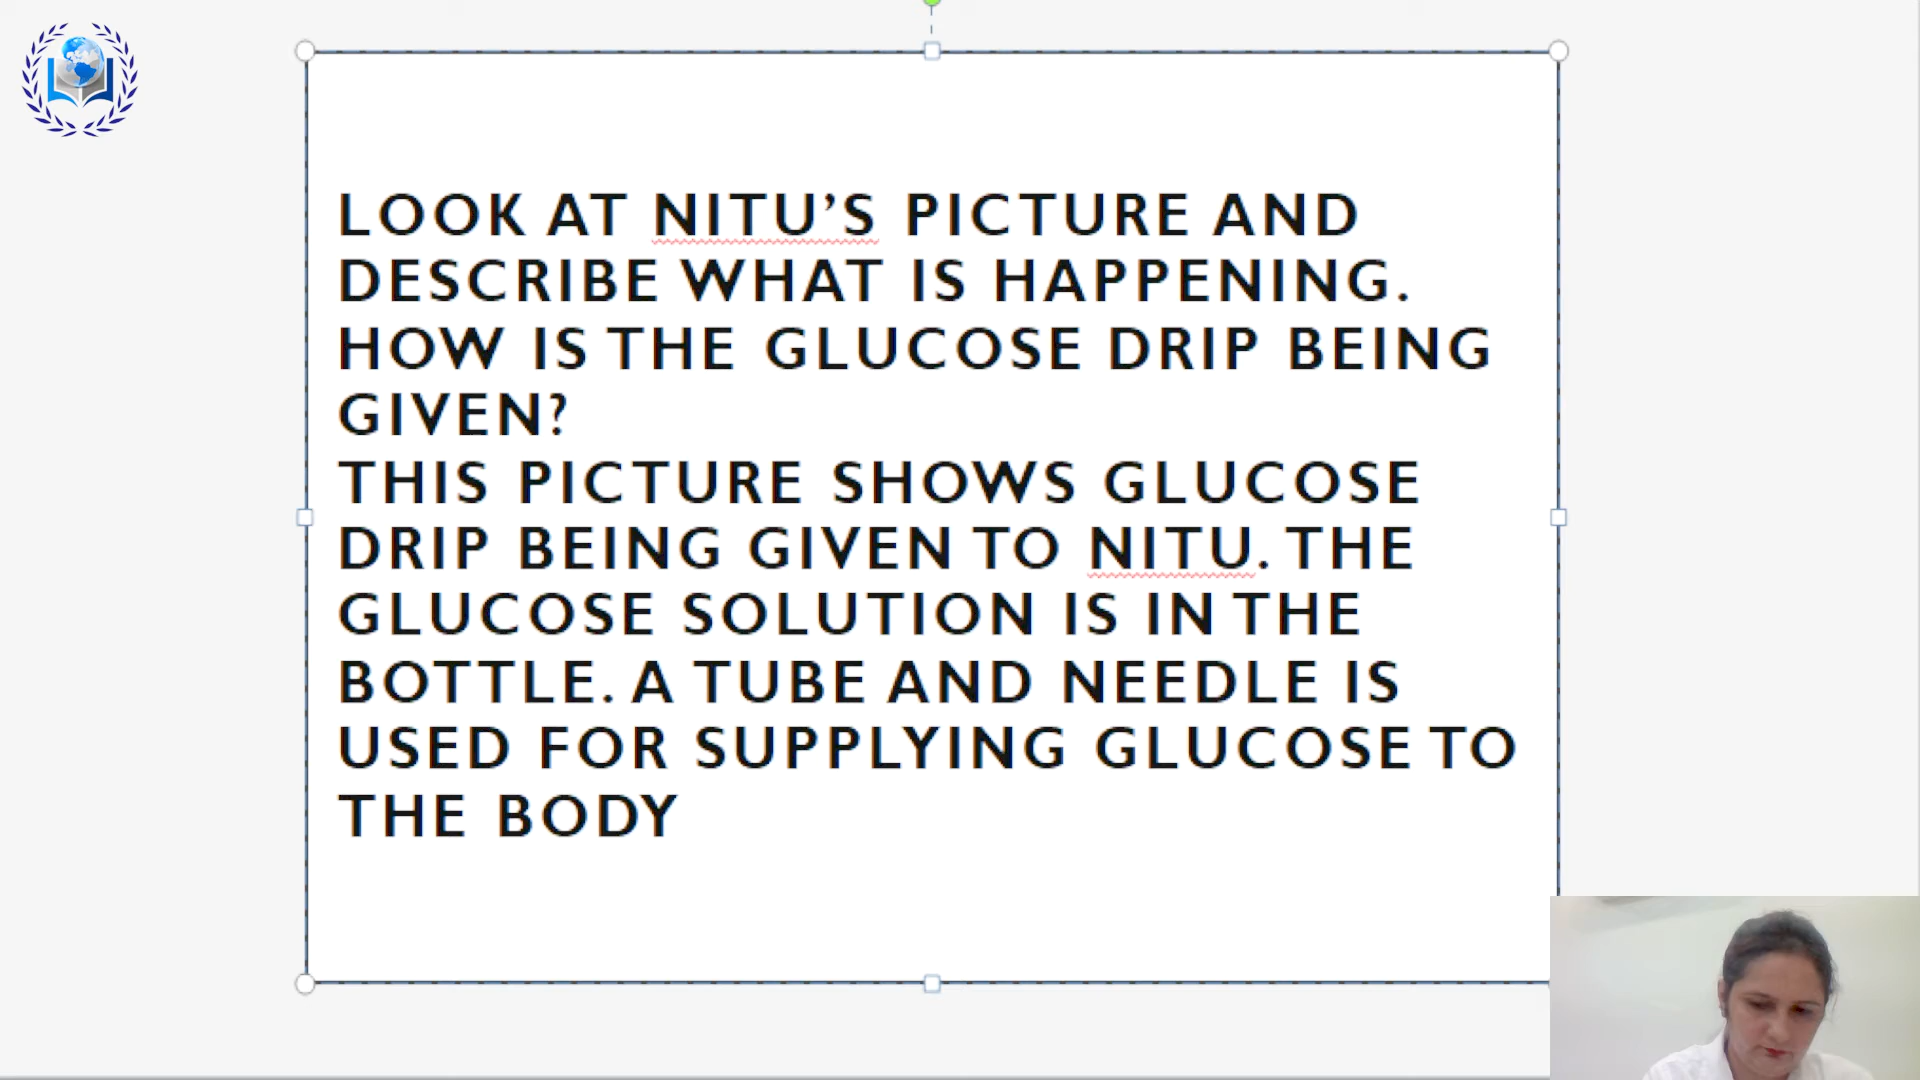 LOOK AT NITU’S PICTURE AND
DESCRIBE WHAT IS HAPPENING.
HOW IS THE GLUCOSE DRIP BEING
GIVEN?
THIS PICTURE SHOWS GLUCOSE
DRIP BEING GIVEN TO NITU. THE
GLUCOSE SOLUTION IS IN THE
BOTTLE. A TUBE AND NEEDLE IS
USED FOR SUPPLYING GLUCOSE TO
THE BODY